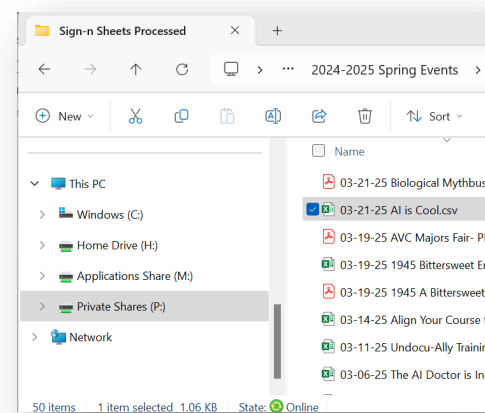 Sign-n Sheets Processed
2024-2025 Spring Events
New
Sort
Name
This PC
Windows (C:)
Home Drive (H:)
Applications Share (M:)
Private Shares (P:)
Network
03-21-25 Biological Mythbus
03-21-25 AI is Cool.csv
03-19-25 AVC Majors Fair- P
03-19-25 1945 Bittersweet E
03-19-25 1945 A Bittersweet
03-14-25 Align Your Course
03-11-25 Undocu-Ally Trainin
03-06-25 The AI Doctor is In
50 items 1 item selected 1.06 KB State: Online